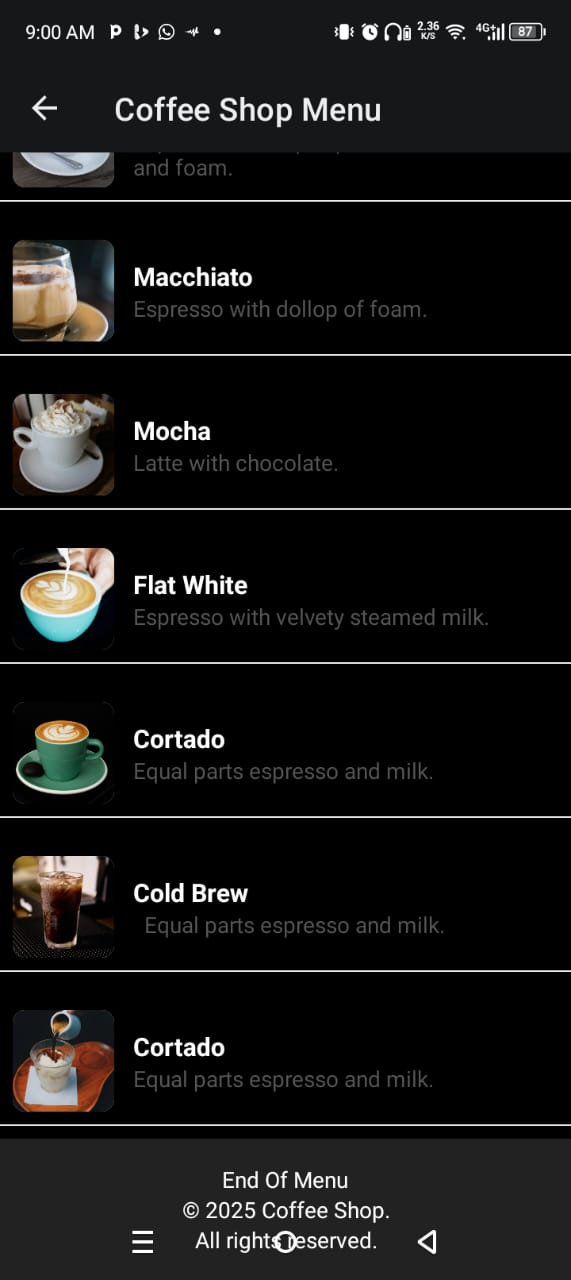 9:00 AM
2.36
K/S
4G+
87
Coffee Shop Menu
and foam.
Macchiato
Espresso with dollop of foam.
Mocha
Latte with chocolate.
Flat White
Espresso with velvety steamed milk.
Cortado
Equal parts espresso and milk.
Cold Brew
Equal parts espresso and milk.
Cortado
Equal parts espresso and milk.
End Of Menu
© 2025 Coffee Shop.
All rights reserved.